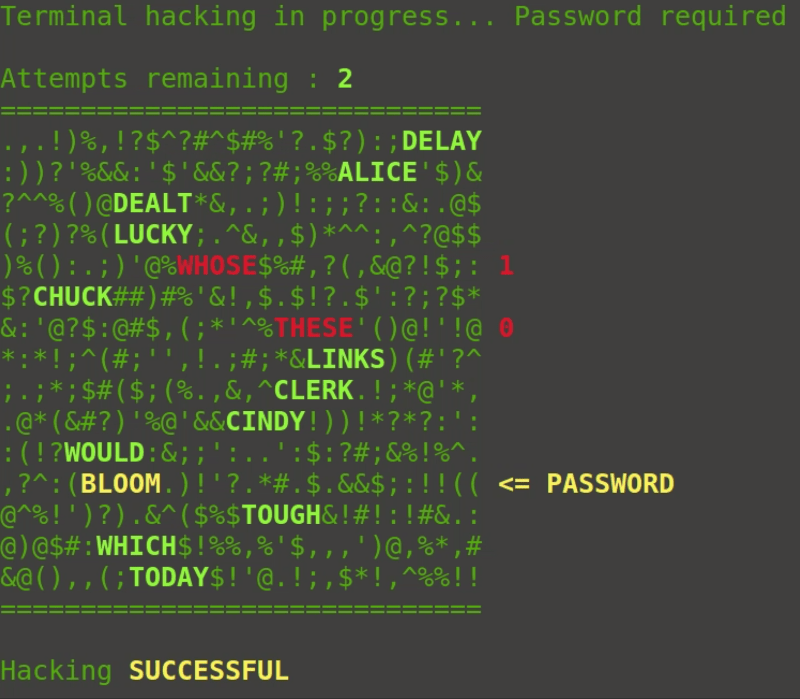 Terminal hacking in progress... Password required
Attempts remaining : 2
==============================
.,.!)%,!?$^?#^$#%'?.$?):;DELAY
:))?'%&&:'$'&&?;?#;%%ALICE'$)&
?^^%()@DEALT*&,.;)!:;;?::&:.@$
(;?)?%(LUCKY;.^&,,$)*^^:,^?@$$
)%():.;)'@%WHOSE$%#,?(,&@?!$;: 1
$?CHUCK##)#%'&!,$.$!?.$':?;?$*
&:'@?$:@#$,(;*'^%THESE'()@!'!@ 0
*:*!;^(#;'',!.;#;*&LINKS)(#'?^
;.;*;$#($;(%.,&,^CLERK.!;*@'*,
.@*(&#?)'%@'&&CINDY!))!*?*?:':
:(!?WOULD:&;;':..':$:?#;&%!%^.
,?^:(BLOOM.)!'?.*#.$.&&$;:!!(( <= PASSWORD
@^%!')?).&^($%$TOUGH&!#!:!#&.:
@)@$#:WHICH$!%%,%'$,,,')@,%*,#
&@(),,(;TODAY$!'@.!;,$*!,^%%!!
==============================
Hacking SUCCESSFUL